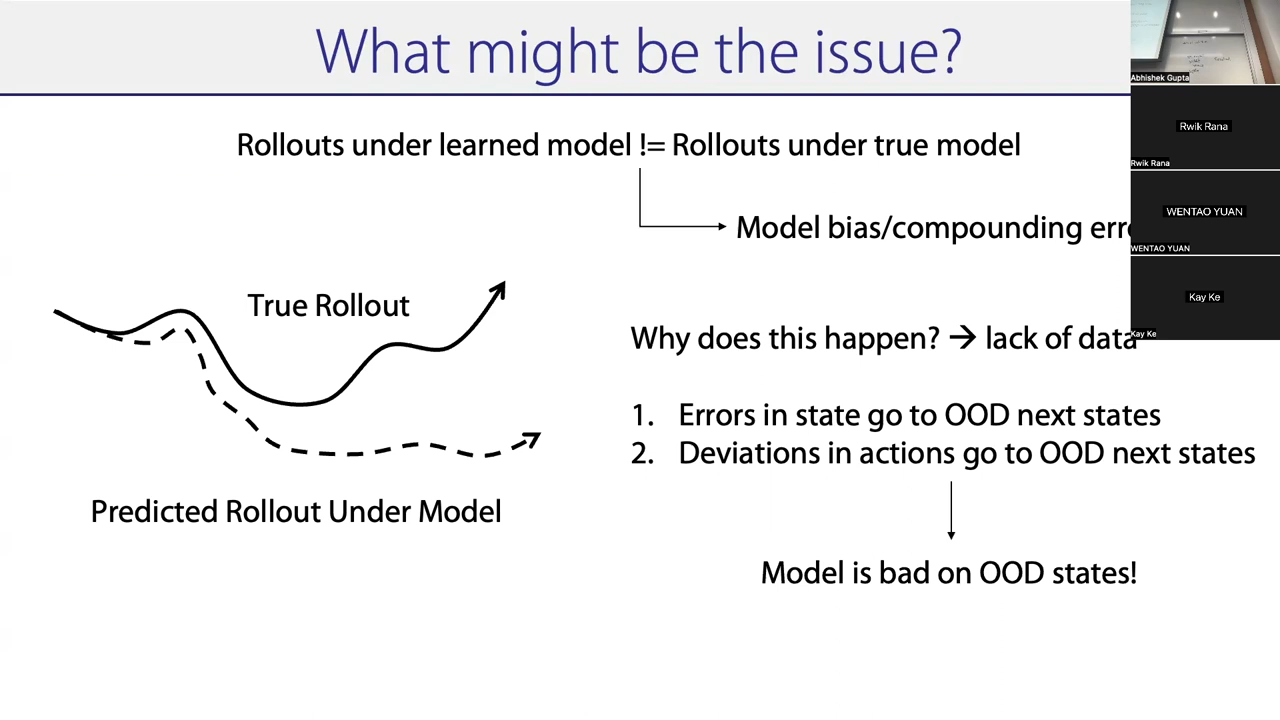 What might be the issue?
Rollouts under learned model != Rollouts under true model
Model bias/compounding erro
True Rollout
Why does this happen? → lack of data
1. Errors in state go to OOD next states
2. Deviations in actions go to OOD next states
Predicted Rollout Under Model
Model is bad on OOD states!
Abhishek Gupta
Rwik Rana
Rwik Rana
WENTAO YUAN
WENTAO YUAN
Kay Ke
Kay Ke